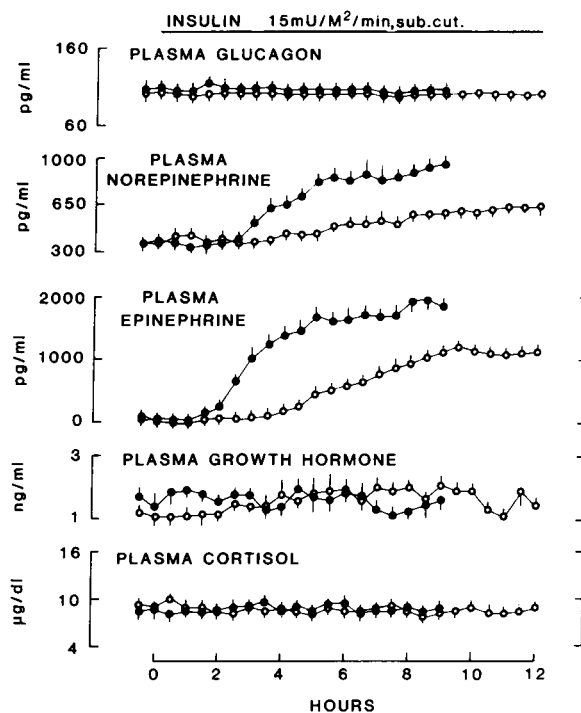 INSULIN 15mU/M²/min,sub.cut.
PLASMA GLUCAGON
160
60
pg/ml
PLASMA
NOREPINEPHRINE
1000
650
300
pg/ml
PLASMA
EPINEPHRINE
2000
1000
0
pg/ml
PLASMA GROWTH HORMONE
3
1
ng/ml
PLASMA CORTISOL
16
10
4
µg/dl
0 2 4 6 8 10 12
HOURS